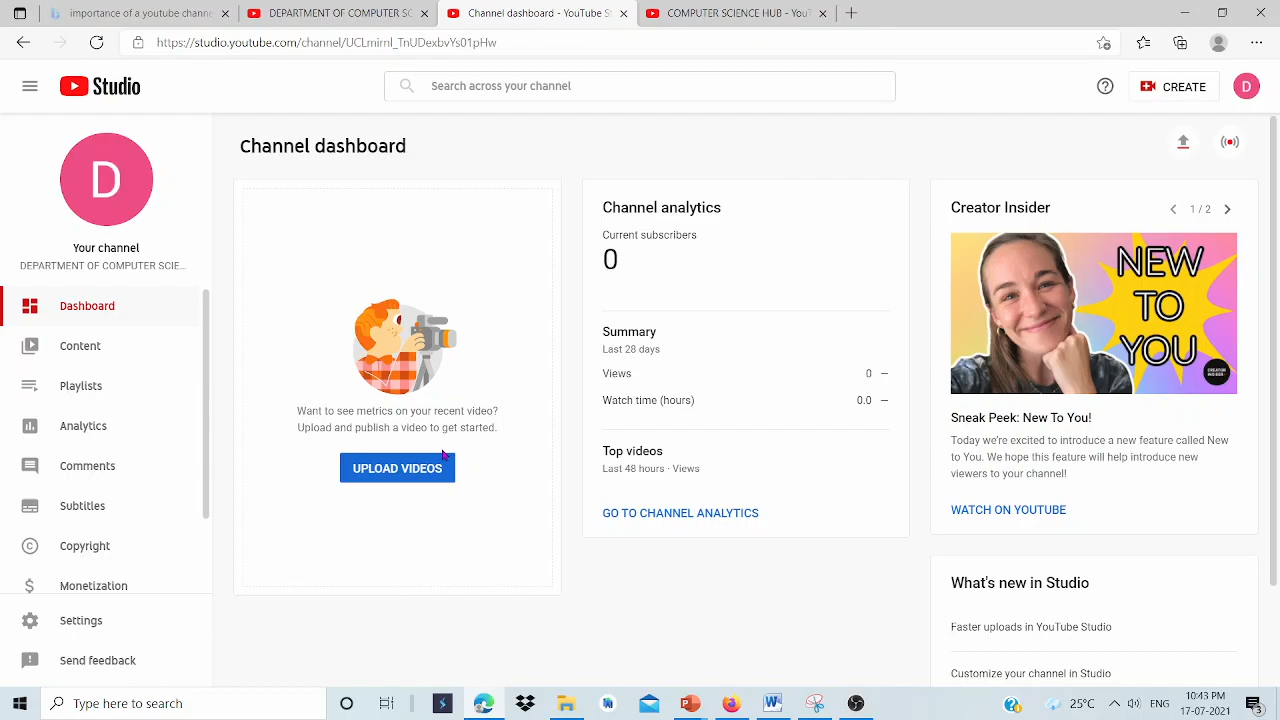 importance of youtube channe
DEPARTMENT OF COMPUTER S
Channel dashboard - YouTube St
COMPUTER SCIENCE HUB - YouT
https://studio.youtube.com/channel/UCLmirnl_TnUDexbvYs01pHw
Studio
Search across your channel
CREATE
D
D
Your channel
DEPARTMENT OF COMPUTER SCIE...
Dashboard
Content
Playlists
Analytics
Comments
Subtitles
Copyright
Monetization
Settings
Send feedback
Channel dashboard
Want to see metrics on your recent video?
Upload and publish a video to get started.
UPLOAD VIDEOS
Channel analytics
Current subscribers
0
Summary
Last 28 days
Views 0 —
Watch time (hours) 0.0 —
Top videos
Last 48 hours · Views
GO TO CHANNEL ANALYTICS
Creator Insider
1 / 2
NEW
TO
YOU
CREATOR
INSIDER
Sneak Peek: New To You!
Today we're excited to introduce a new feature called New
to You. We hope this feature will help introduce new
viewers to your channel!
WATCH ON YOUTUBE
What's new in Studio
Faster uploads in YouTube Studio
Customize your channel in Studio
Type here to search
25°C
10:43 PM
17-07-2021
3